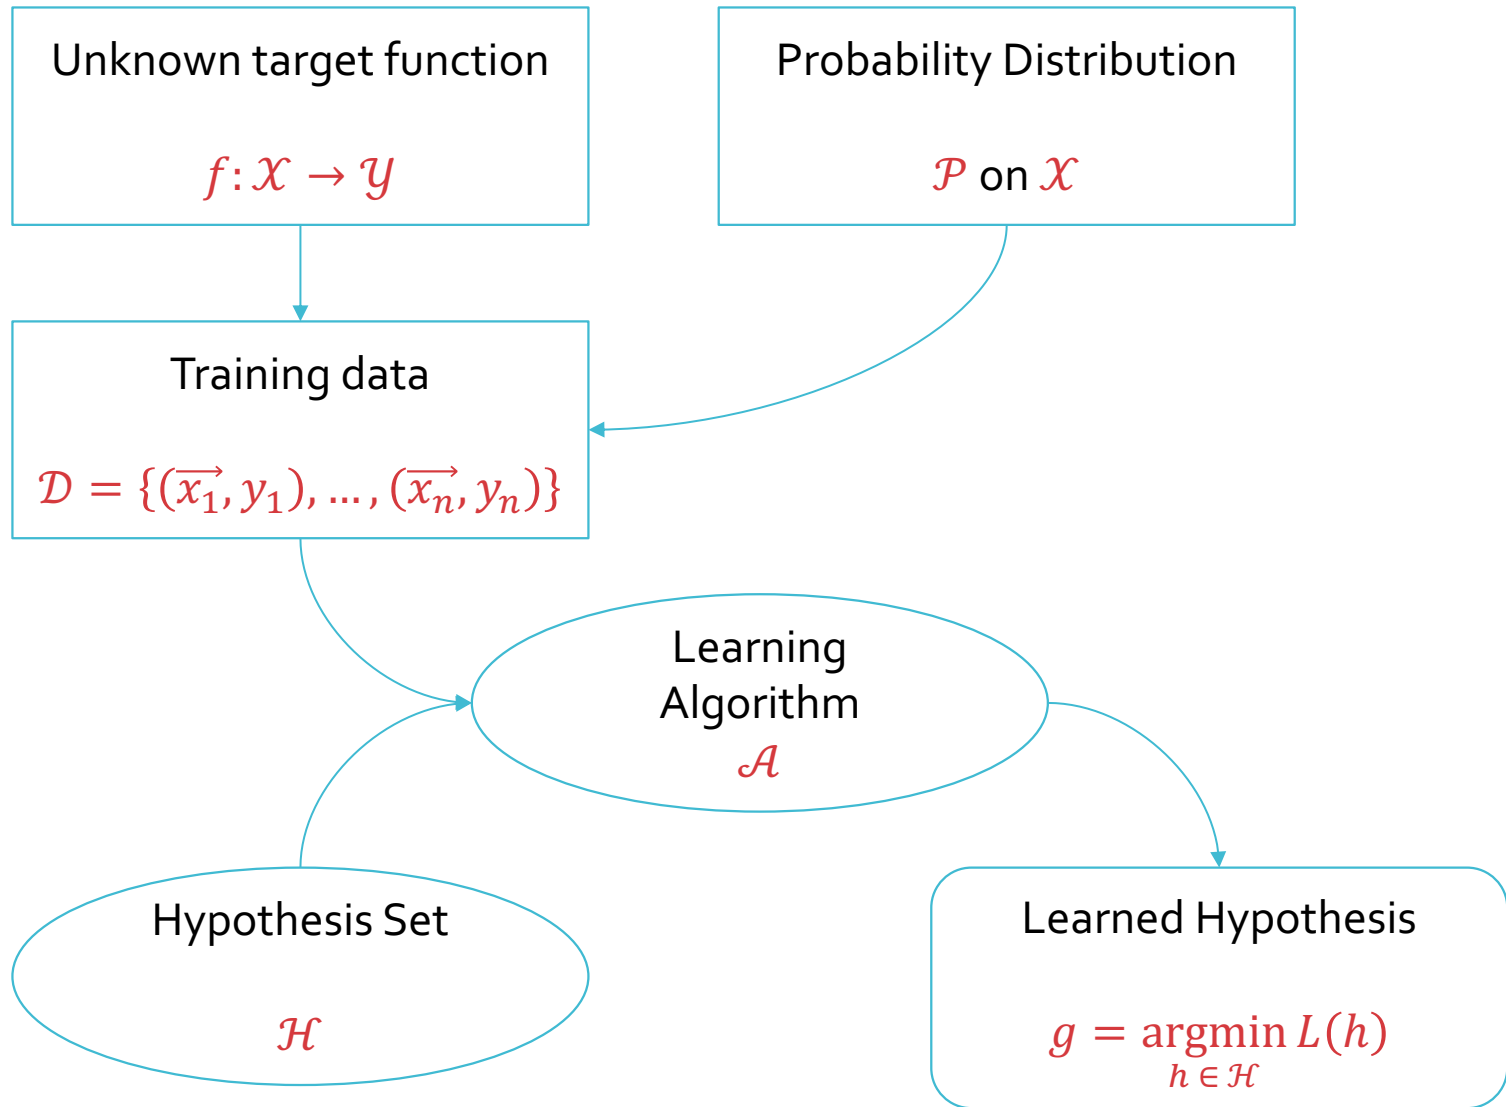 Unknown target function
f: 𝒳 → 𝒴
Probability Distribution
𝒫 on 𝒳
Training data
𝒟 = {(x⃗₁, y₁), … , (x⃗ₙ, yₙ)}
Learning
Algorithm
𝒜
Hypothesis Set
ℋ
Learned Hypothesis
g = argmin L(h)
h ∈ ℋ